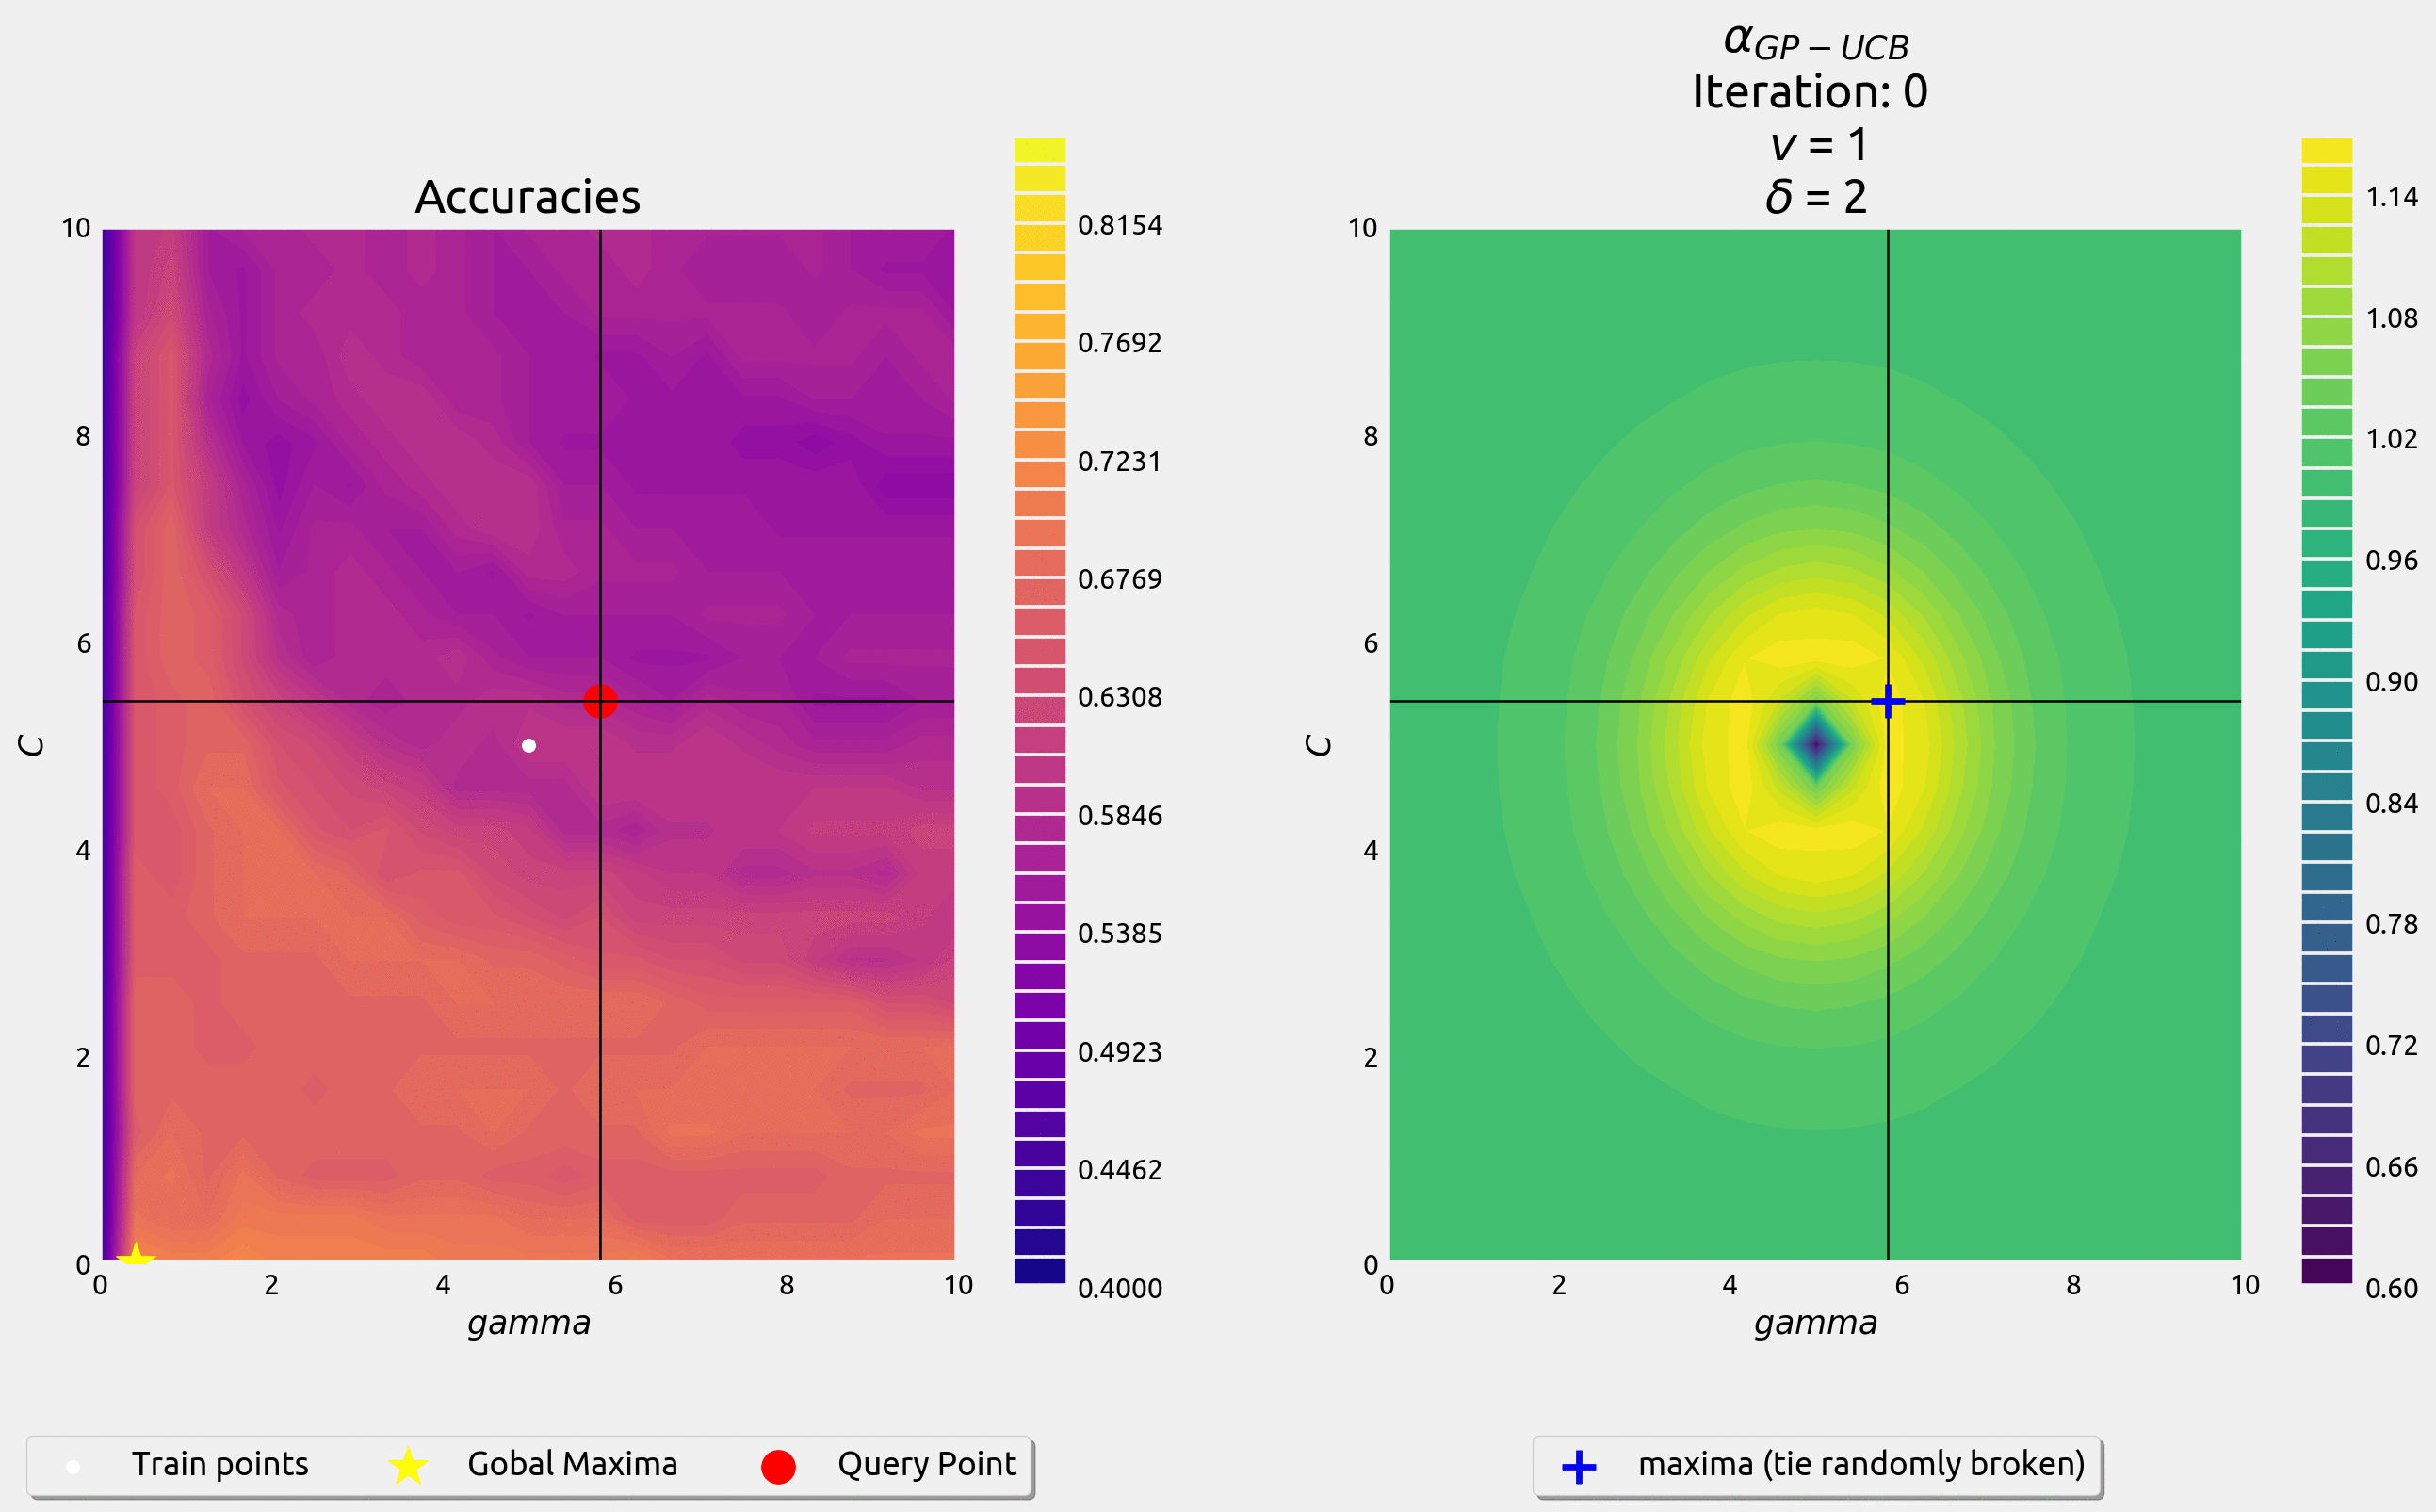 α_GP − UCB
Iteration: 0
ν = 1
δ = 2
Accuracies
10
8
6
4
2
0
C
0 2 4 6 8 10
gamma
0.8154
0.7692
0.7231
0.6769
0.6308
0.5846
0.5385
0.4923
0.4462
0.4000
10
8
6
4
2
0
C
0 2 4 6 8 10
gamma
1.14
1.08
1.02
0.96
0.90
0.84
0.78
0.72
0.66
0.60
Train points Gobal Maxima Query Point
maxima (tie randomly broken)